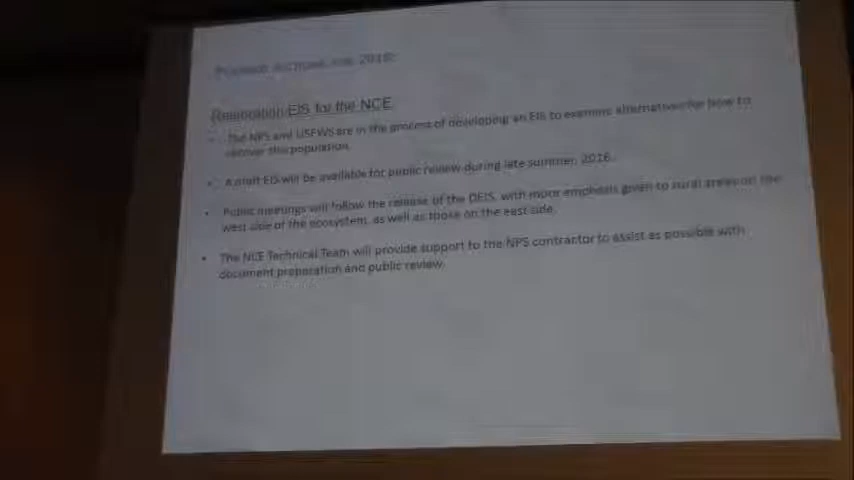 2016:
EIS for the NCE
The NPS and USFWS are in the process of developing an EIS to examine alternatives for how to
recover this population.
A draft EIS will be available for public review during late summer, 2016.
Public meetings will follow the release of the DEIS, with more emphasis given to rural areas on the
west side of the ecosystem, as well as those on the east side.
The NCE Technical Team will provide support to the NPS contractor to assist as possible with
document preparation and public review.